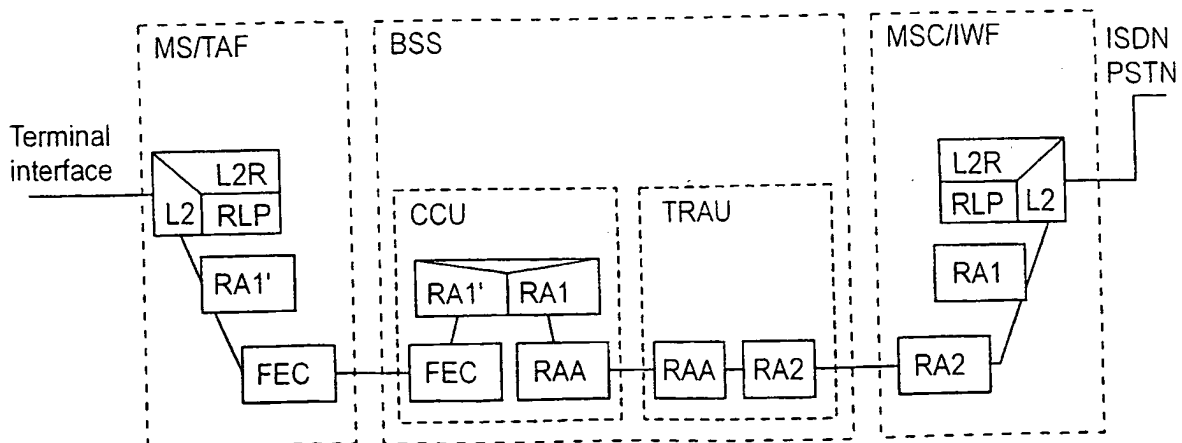 MS/TAF
BSS
MSC/IWF
ISDN
PSTN
Terminal
interface
L2R
L2
RLP
RA1'
FEC
CCU
RA1'
RA1
FEC
RAA
TRAU
RAA
RA2
L2R
RLP
L2
RA1
RA2